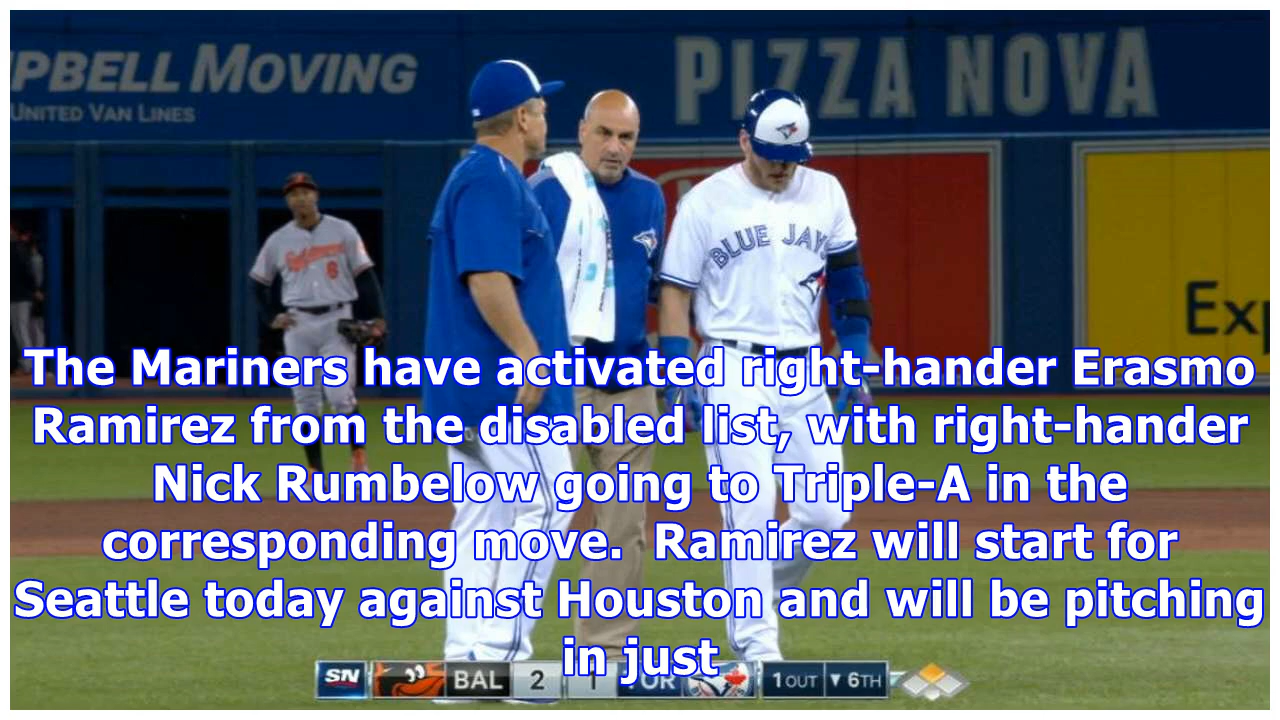 PBELL MOVING
UNITED VAN LINES
PIZZA NOVA
BLUE JAYS
6
Exp
The Mariners have activated right-hander Erasmo
Ramirez from the disabled list, with right-hander
Nick Rumbelow going to Triple-A in the
corresponding move. Ramirez will start for
Seattle today against Houston and will be pitching
in just
SN BAL 2 1 TOR 1 OUT ▼ 6TH